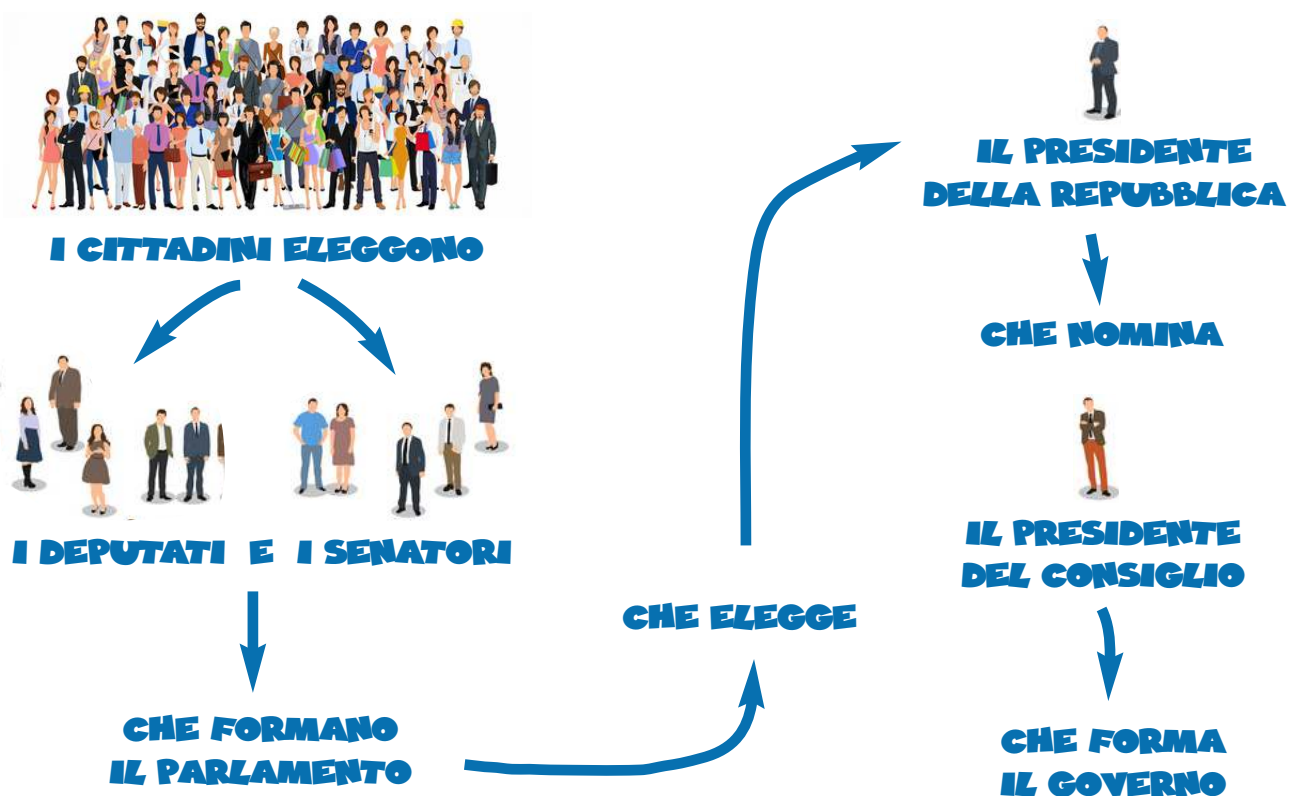 I CITTADINI ELEGGONO
I DEPUTATI E I SENATORI
CHE FORMANO
IL PARLAMENTO
CHE ELEGGE
IL PRESIDENTE
DELLA REPUBBLICA
CHE NOMINA
IL PRESIDENTE
DEL CONSIGLIO
CHE FORMA
IL GOVERNO